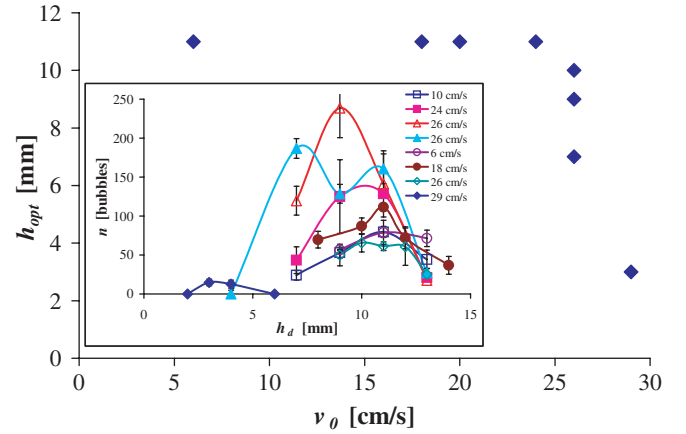 12
10
8
6
4
2
0
h_opt [mm]
0 5 10 15 20 25 30
v_0 [cm/s]
250
200
150
100
50
0
n [bubbles]
0 5 10 15
h_d [mm]
10 cm/s
24 cm/s
26 cm/s
26 cm/s
6 cm/s
18 cm/s
26 cm/s
29 cm/s